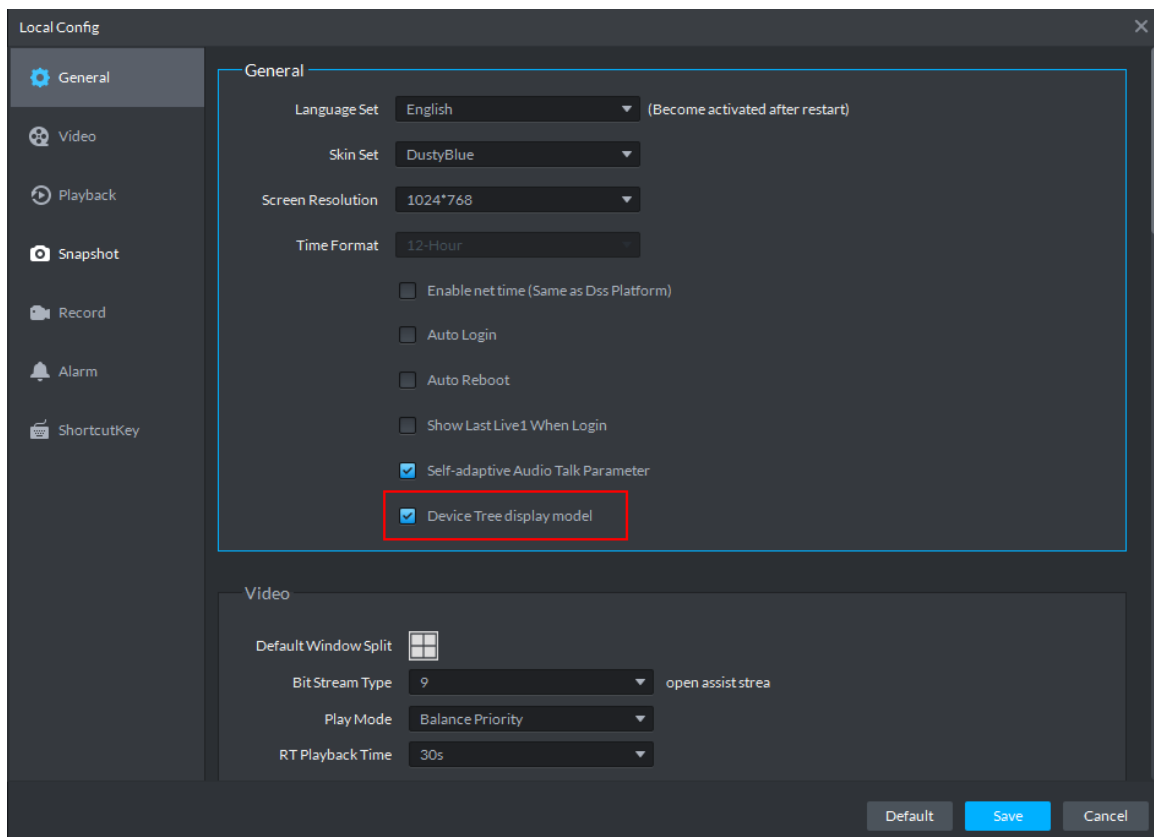 Local Config
General
Video
Playback
Snapshot
Record
Alarm
ShortcutKey
General
Language Set English (Become activated after restart)
Skin Set DustyBlue
Screen Resolution 1024*768
Time Format 12-Hour
Enable net time (Same as Dss Platform)
Auto Login
Auto Reboot
Show Last Live1 When Login
Self-adaptive Audio Talk Parameter
Device Tree display model
Video
Default Window Split
Bit Stream Type 9 open assist strea
Play Mode Balance Priority
RT Playback Time 30s
Default Save Cancel